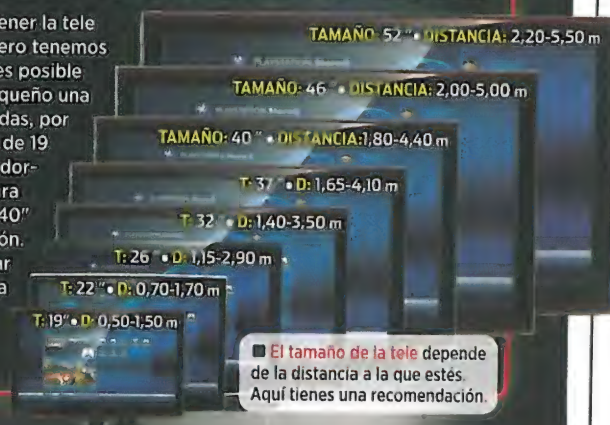 ener la tele
ero tenemos
es posible
queño una
das, por
de 19
dor-
ra
40"
ón.
ar
a
TAMAÑO: 52 " • DISTANCIA: 2,20-5,50 m
TAMAÑO: 46 " • DISTANCIA: 2,00-5,00 m
TAMAÑO: 40 " • DISTANCIA:1,80-4,40 m
T: 37 " • D: 1,65-4,10 m
T: 32 " • D: 1,40-3,50 m
T: 26 " • D: 1,15-2,90 m
T: 22 " • D: 0,70-1,70 m
T: 19" • D: 0,50-1,50 m
■ El tamaño de la tele depende
de la distancia a la que estés.
Aquí tienes una recomendación.